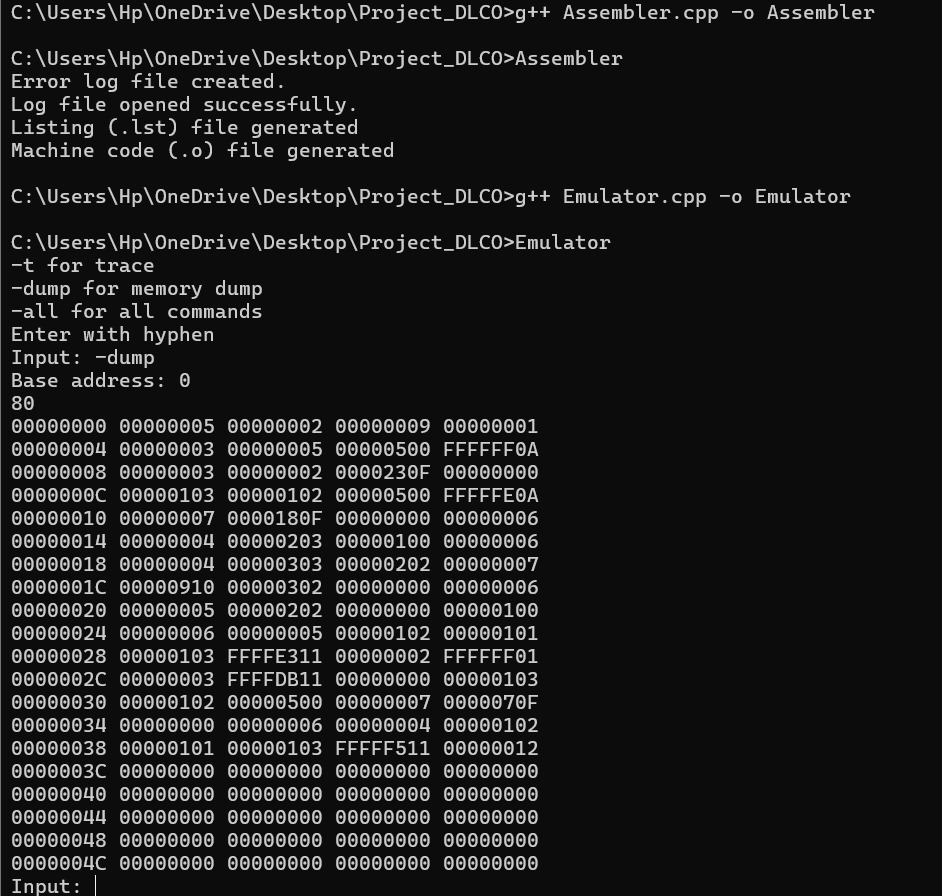 C:\Users\Hp\OneDrive\Desktop\Project_DLCO>g++ Assembler.cpp -o Assembler
C:\Users\Hp\OneDrive\Desktop\Project_DLCO>Assembler
Error log file created.
Log file opened successfully.
Listing (.lst) file generated
Machine code (.o) file generated
C:\Users\Hp\OneDrive\Desktop\Project_DLCO>g++ Emulator.cpp -o Emulator
C:\Users\Hp\OneDrive\Desktop\Project_DLCO>Emulator
-t for trace
-dump for memory dump
-all for all commands
Enter with hyphen
Input: -dump
Base address: 0
80
00000000 00000005 00000002 00000009 00000001
00000004 00000003 00000005 00000500 FFFFFF0A
00000008 00000003 00000002 0000230F 00000000
0000000C 00000103 00000102 00000500 FFFFFE0A
00000010 00000007 0000180F 00000000 00000006
00000014 00000004 00000203 00000100 00000006
00000018 00000004 00000303 00000202 00000007
0000001C 00000910 00000302 00000000 00000006
00000020 00000005 00000202 00000000 00000100
00000024 00000006 00000005 00000102 00000101
00000028 00000103 FFFFE311 00000002 FFFFFF01
0000002C 00000003 FFFFDB11 00000000 00000103
00000030 00000102 00000500 00000007 0000070F
00000034 00000000 00000006 00000004 00000102
00000038 00000101 00000103 FFFFF511 00000012
0000003C 00000000 00000000 00000000 00000000
00000040 00000000 00000000 00000000 00000000
00000044 00000000 00000000 00000000 00000000
00000048 00000000 00000000 00000000 00000000
0000004C 00000000 00000000 00000000 00000000
Input: